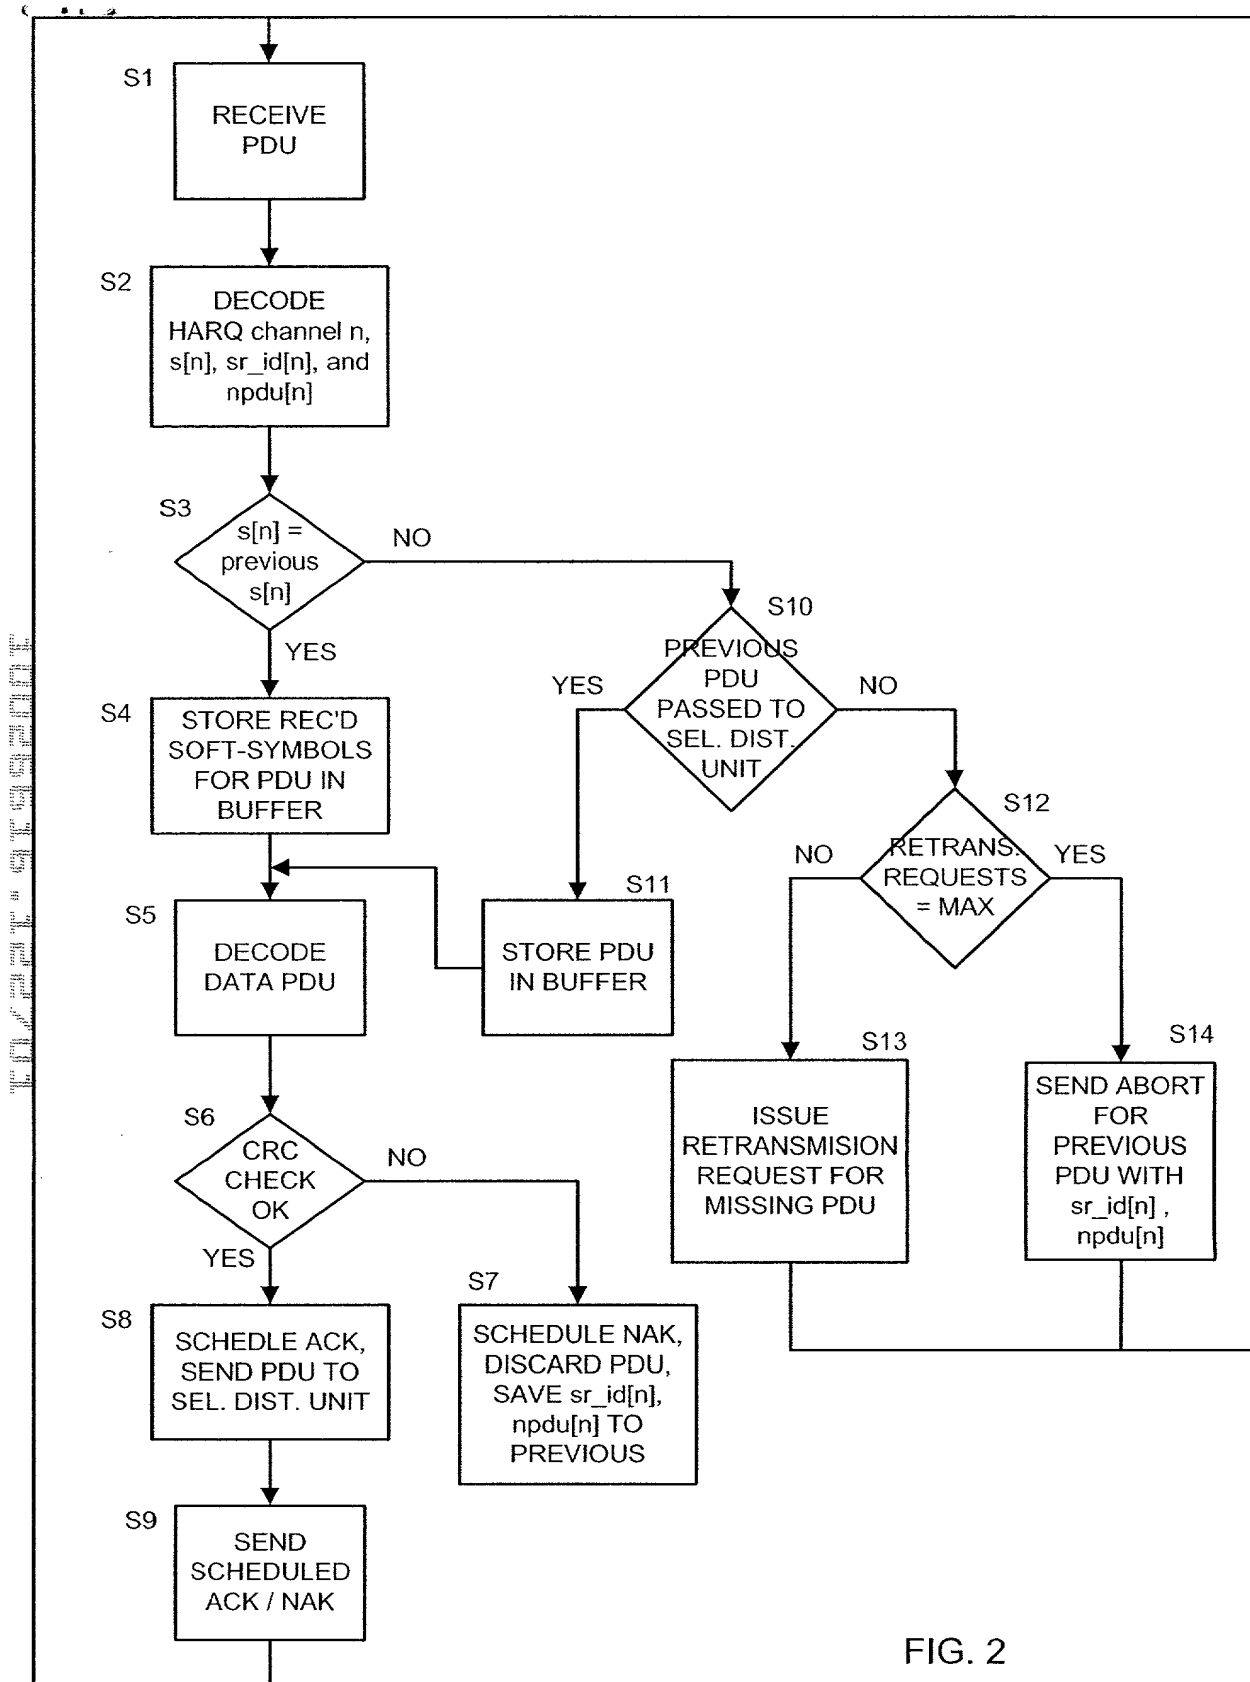 S1
RECEIVE
PDU
S2
DECODE
HARQ channel n,
s[n], sr_id[n], and
npdu[n]
S3
s[n] =
previous
s[n]
NO
YES
S10
PREVIOUS
PDU
PASSED TO
SEL. DIST.
UNIT
YES
NO
S4
STORE REC'D
SOFT-SYMBOLS
FOR PDU IN
BUFFER
S12
RETRANS.
REQUESTS
= MAX
NO
YES
S5
DECODE
DATA PDU
S11
STORE PDU
IN BUFFER
S13
ISSUE
RETRANSMISION
REQUEST FOR
MISSING PDU
S14
SEND ABORT
FOR
PREVIOUS
PDU WITH
sr_id[n] ,
npdu[n]
S6
CRC
CHECK
OK
NO
YES
S7
SCHEDULE NAK,
DISCARD PDU,
SAVE sr_id[n],
npdu[n] TO
PREVIOUS
S8
SCHEDLE ACK,
SEND PDU TO
SEL. DIST. UNIT
S9
SEND
SCHEDULED
ACK / NAK
FIG. 2